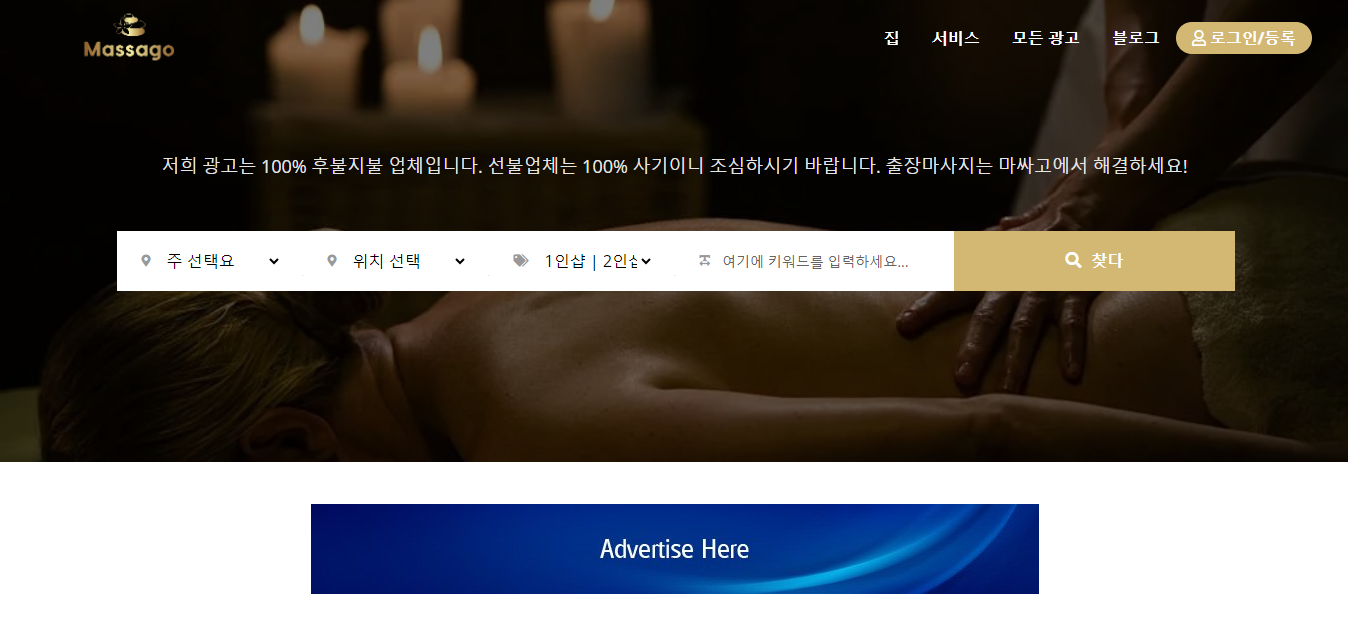 Massago
집 서비스 모든 광고 블로그 로그인/등록
저희 광고는 100% 후불지불 업체입니다. 선불업체는 100% 사기이니 조심하시기 바랍니다. 출장마사지는 마싸고에서 해결하세요!
주 선택요 위치 선택 1인샵 | 2인 여기에 키워드를 입력하세요... 찾다
Advertise Here